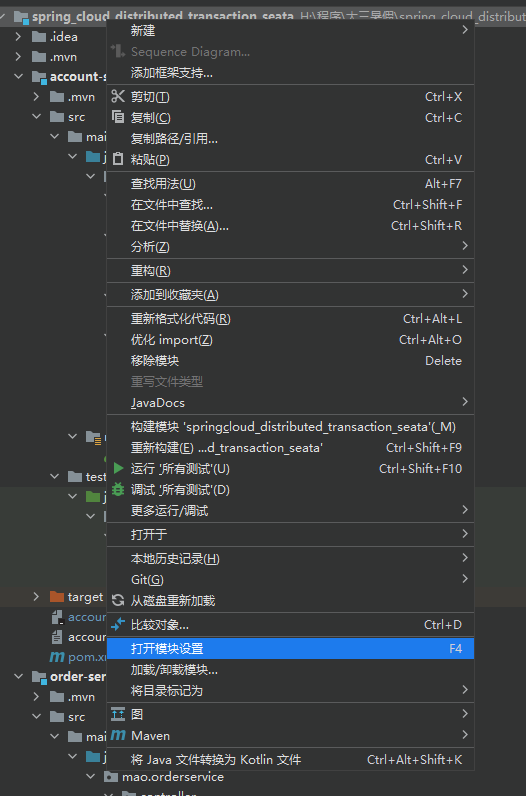 spring_cloud_distributed_transaction_seata H:\程序\大三暑假\spring_cloud_distribut
.idea
新建
.mvn
Sequence Diagram...
account-s
添加框架支持...
.mvn
剪切(T) Ctrl+X
src
复制(C) Ctrl+C
mai
复制路径/引用...
j
粘贴(P) Ctrl+V
查找用法(U) Alt+F7
在文件中查找... Ctrl+Shift+F
在文件中替换(A)... Ctrl+Shift+R
分析(Z)
重构(R)
添加到收藏夹(A)
重新格式化代码(R) Ctrl+Alt+L
优化 import(Z) Ctrl+Alt+O
移除模块 Delete
重写文件类型
JavaDocs
构建模块 'springcloud_distributed_transaction_seata'(_M)
重新构建(E) ...d_transaction_seata' Ctrl+Shift+F9
运行 '所有测试'(U) Ctrl+Shift+F10
test
调试 '所有测试'(D)
j
更多运行/调试
打开于
本地历史记录(H)
Git(G)
target
从磁盘重新加载
accou
比较对象... Ctrl+D
accou
打开模块设置 F4
pom.x
加载/卸载模块...
order-ser
将目录标记为
.mvn
图
src
Maven
mai
将 Java 文件转换为 Kotlin 文件 Ctrl+Alt+Shift+K
j
mao.orderservice
controller